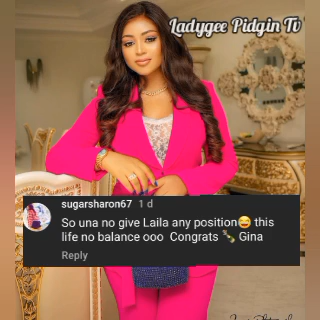 Ladygee Pidgin Tv
sugarsharon67 1 d
So una no give Laila any position😂 this
life no balance ooo Congrats 🍾 Gina
Reply